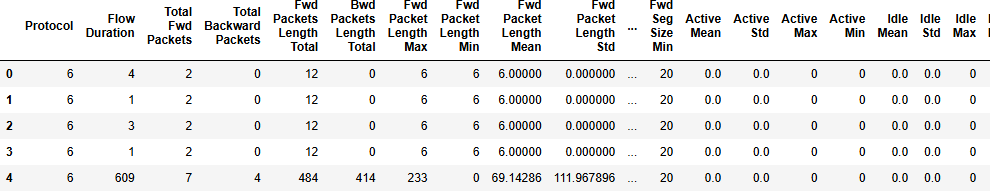 Protocol Flow Duration Total Fwd Packets Total Backward Packets Fwd Packets Length Total Bwd Packets Length Total Fwd Packet Length Max Fwd Packet Length Min Fwd Packet Length Mean Fwd Packet Length Std ... Fwd Seg Size Min Active Mean Active Std Active Max Active Min Idle Mean Idle Std Idle Max
0 6 4 2 0 12 0 6 6 6.00000 0.000000 ... 20 0.0 0.0 0 0 0.0 0.0 0
1 6 1 2 0 12 0 6 6 6.00000 0.000000 ... 20 0.0 0.0 0 0 0.0 0.0 0
2 6 3 2 0 12 0 6 6 6.00000 0.000000 ... 20 0.0 0.0 0 0 0.0 0.0 0
3 6 1 2 0 12 0 6 6 6.00000 0.000000 ... 20 0.0 0.0 0 0 0.0 0.0 0
4 6 609 7 4 484 414 233 0 69.14286 111.967896 ... 20 0.0 0.0 0 0 0.0 0.0 0